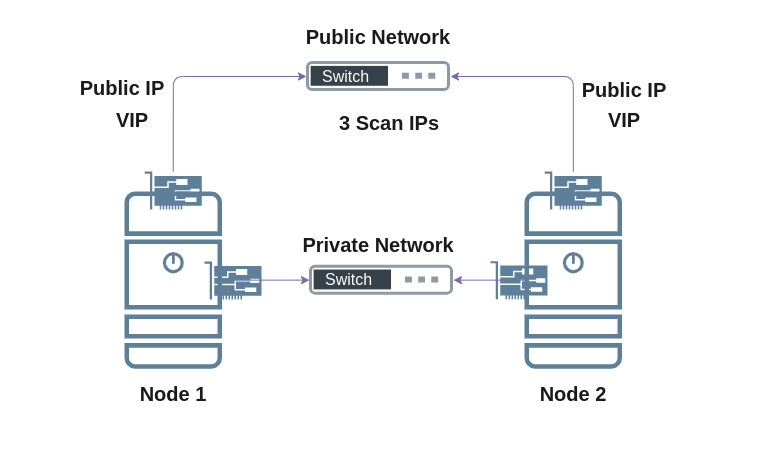 Public Network
Switch
Public IP
VIP
Public IP
VIP
3 Scan IPs
Private Network
Switch
Node 1
Node 2